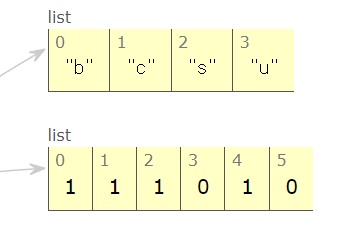 list
0 1 2 3
"b" "c" "s" "u"
list
0 1 2 3 4 5
1 1 1 0 1 0